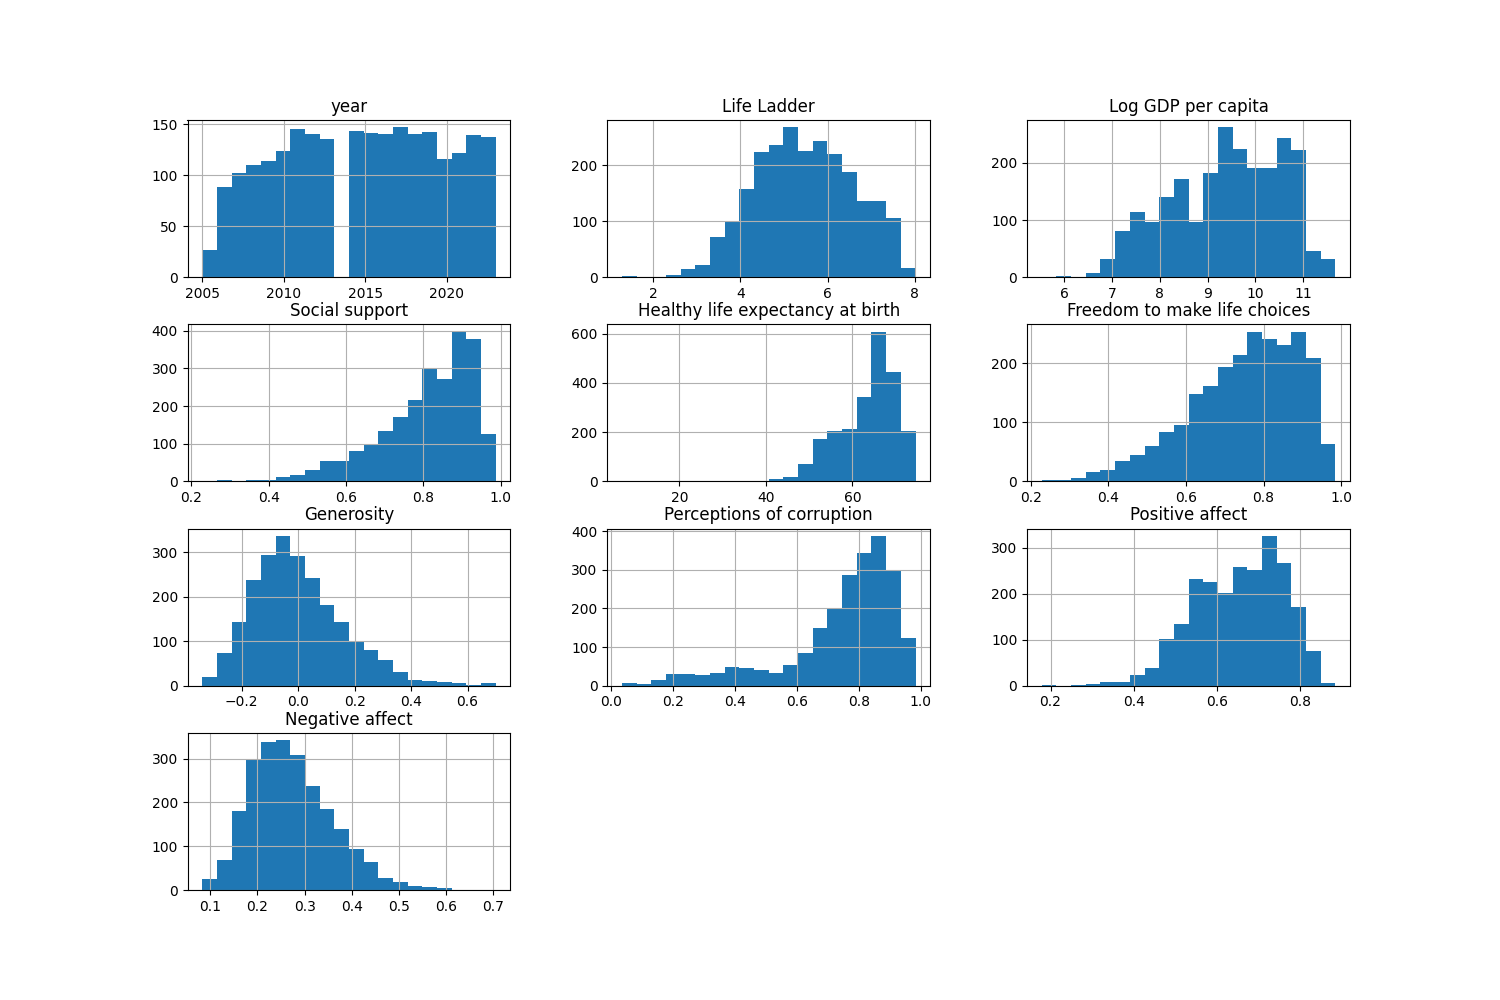 year
150
100
50
0
2005 2010 2015 2020
Life Ladder
200
100
0
2 4 6 8
Log GDP per capita
200
100
0
6 7 8 9 10 11
Social support
400
300
200
100
0
0.2 0.4 0.6 0.8 1.0
Healthy life expectancy at birth
600
400
200
0
20 40 60
Freedom to make life choices
200
100
0
0.2 0.4 0.6 0.8 1.0
Generosity
300
200
100
0
−0.2 0.0 0.2 0.4 0.6
Perceptions of corruption
400
300
200
100
0
0.0 0.2 0.4 0.6 0.8 1.0
Positive affect
300
200
100
0
0.2 0.4 0.6 0.8
Negative affect
300
200
100
0
0.1 0.2 0.3 0.4 0.5 0.6 0.7